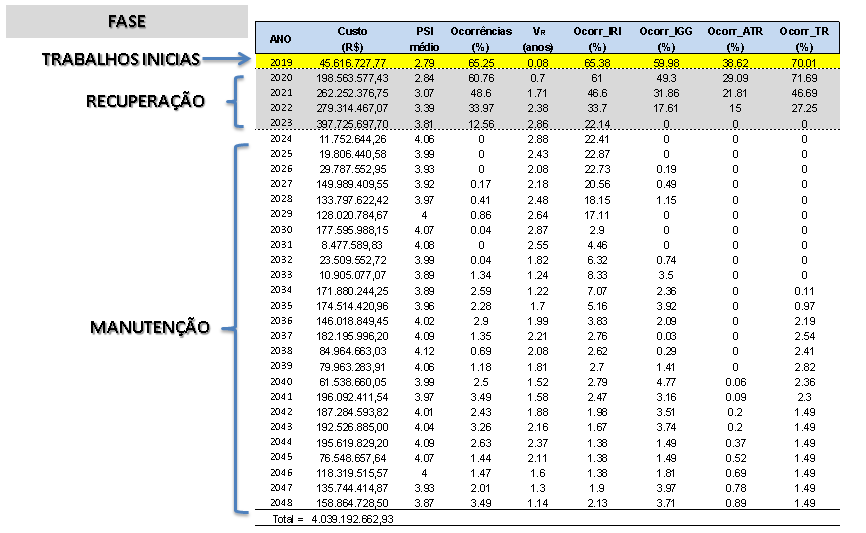 FASE
ANO Custo (R$) PSI médio Ocorrências (%) VR (anos) Ocorr_IRI (%) Ocorr_IGG (%) Ocorr_ATR (%) Ocorr_TR (%)
TRABALHOS INICIAS
2019 45.616.727,77 2.79 65.25 0.08 65.38 59.98 38.62 70.01
RECUPERAÇÃO
2020 198.563.577,43 2.84 60.76 0.7 61 49.3 29.09 71.69
2021 262.252.376,75 3.07 48.6 1.71 46.6 31.86 21.81 46.69
2022 279.314.467,07 3.39 33.97 2.38 33.7 17.61 15 27.25
2023 397.725.697,70 3.81 12.56 2.86 22.14 0 0 0
MANUTENÇÃO
2024 11.752.644,26 4.06 0 2.88 22.41 0 0 0
2025 19.806.440,58 3.99 0 2.43 22.87 0 0 0
2026 29.787.552,95 3.93 0 2.08 22.73 0.19 0 0
2027 149.989.409,55 3.92 0.17 2.18 20.56 0.49 0 0
2028 133.797.622,42 3.97 0.41 2.48 18.15 1.15 0 0
2029 128.020.784,67 4 0.86 2.64 17.11 0 0
2030 177.595.988,15 4.07 0.04 2.87 2.9 0 0
2031 8.477.589,83 4.08 0 2.55 4.46 0 0
2032 23.509.552,72 3.99 0.04 1.82 6.32 0.74 0 0
2033 10.905.077,07 3.89 1.34 1.24 8.33 3.5 0 0
2034 171.880.244,25 3.89 2.59 1.22 7.07 2.36 0 0.11
2035 174.514.420,96 3.96 2.28 1.7 5.16 3.92 0 0.97
2036 146.018.849,45 4.02 2.9 1.99 3.83 2.09 0 2.19
2037 182.195.996,20 4.09 1.35 2.21 2.76 0.03 0 2.54
2038 84.964.663,03 4.12 0.69 2.08 2.62 0.29 0 2.41
2039 79.963.283,91 4.06 1.18 1.81 2.7 1.41 0 2.82
2040 61.538.660,05 3.99 2.5 1.52 2.79 4.77 0.06 2.36
2041 196.092.411,54 3.97 3.49 1.58 2.47 3.16 0.09 2.3
2042 187.284.593,82 4.01 2.43 1.88 1.98 3.51 0.2 1.49
2043 192.526.885,00 4.04 3.26 2.16 1.67 3.74 0.2 1.49
2044 195.619.829,20 4.09 2.63 2.37 1.38 1.49 0.37 1.49
2045 76.548.657,64 4.07 1.44 2.11 1.38 1.49 0.52 1.49
2046 118.319.515,57 4 1.47 1.6 1.38 1.81 0.69 1.49
2047 135.744.414,87 3.93 2.01 1.3 1.9 3.97 0.78 1.49
2048 158.864.728,50 3.87 3.49 1.14 2.13 3.71 0.89 1.49
Total = 4.039.192.662,93